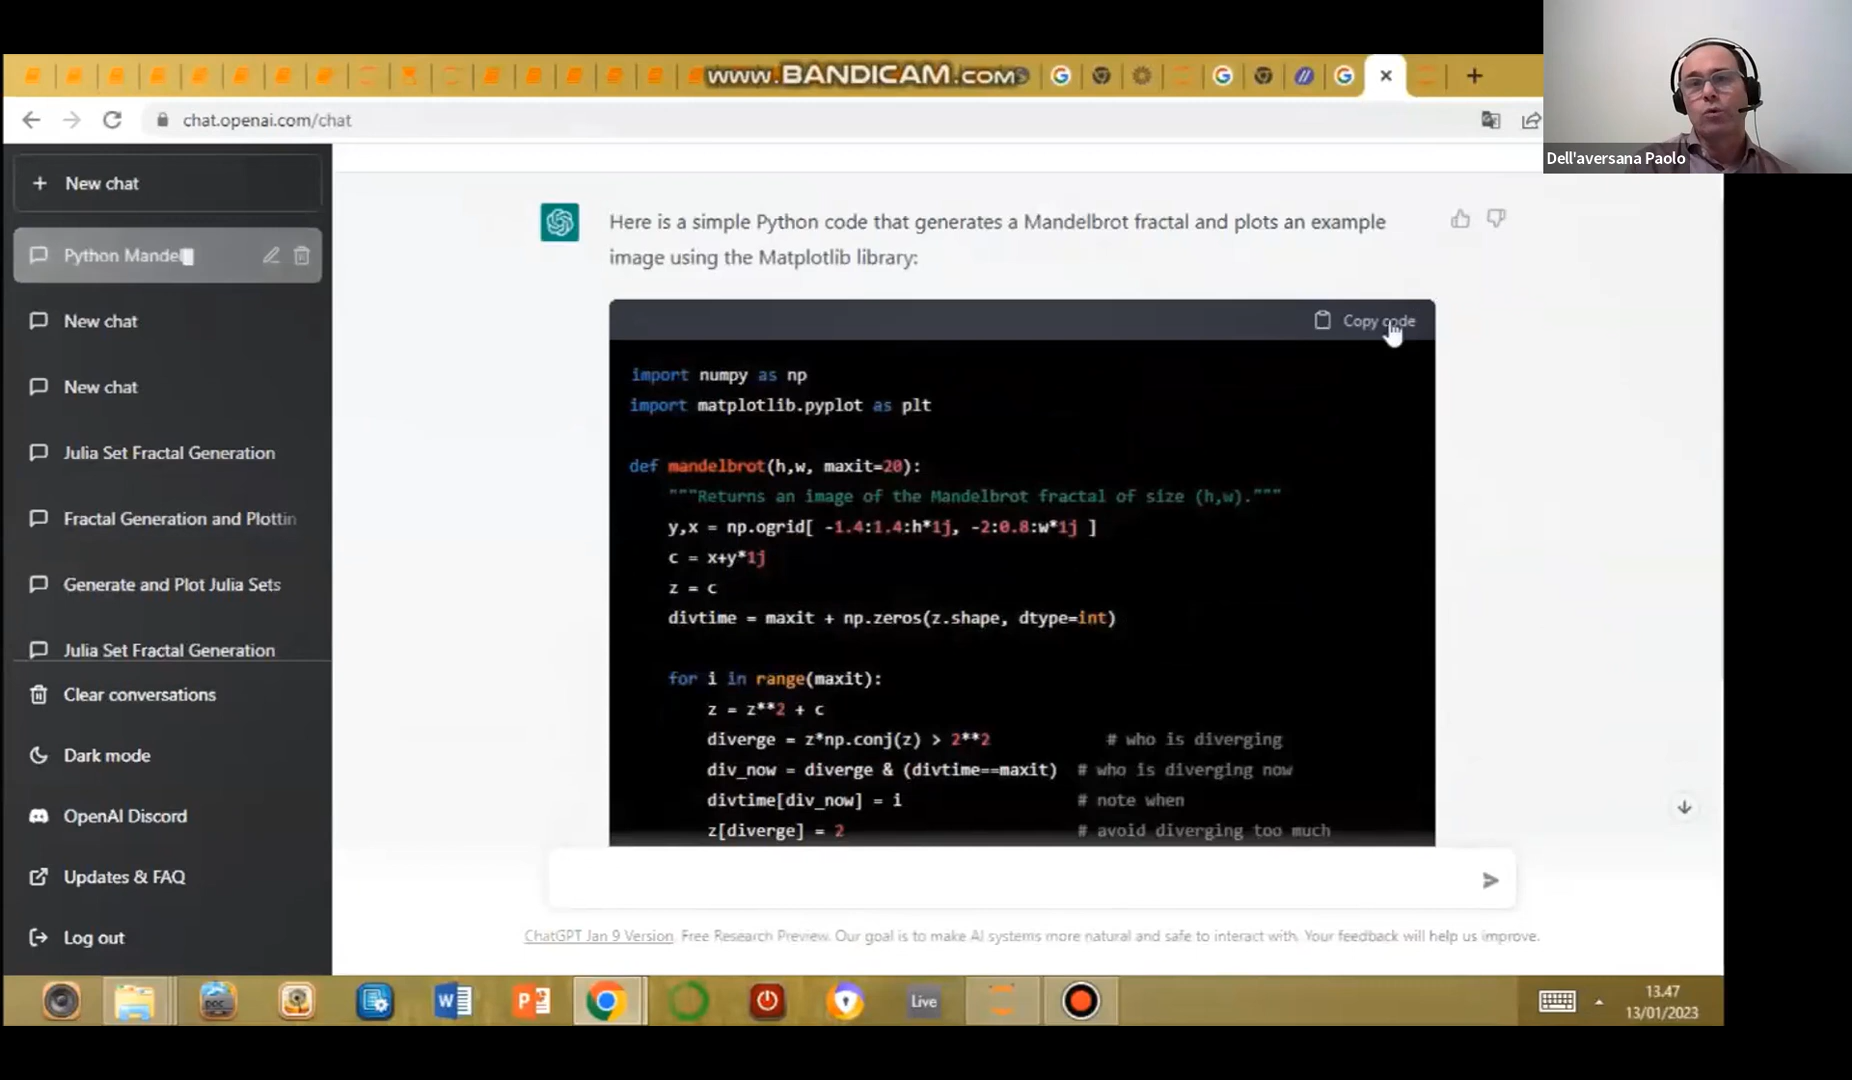 www.BANDICAM.com
chat.openai.com/chat
Dell'aversana Paolo
New chat
Python Mandel
New chat
New chat
Julia Set Fractal Generation
Fractal Generation and Plottin
Generate and Plot Julia Sets
Julia Set Fractal Generation
Clear conversations
Dark mode
OpenAI Discord
Updates & FAQ
Log out
Here is a simple Python code that generates a Mandelbrot fractal and plots an example
image using the Matplotlib library:
Copy code
import numpy as np
import matplotlib.pyplot as plt
def mandelbrot(h,w, maxit=20):
"""Returns an image of the Mandelbrot fractal of size (h,w)."""
y,x = np.ogrid[ -1.4:1.4:h*1j, -2:0.8:w*1j ]
c = x+y*1j
z = c
divtime = maxit + np.zeros(z.shape, dtype=int)
for i in range(maxit):
z = z**2 + c
diverge = z*np.conj(z) > 2**2 # who is diverging
div_now = diverge & (divtime==maxit) # who is diverging now
divtime[div_now] = i # note when
z[diverge] = 2 # avoid diverging too much
ChatGPT Jan 9 Version. Free Research Preview. Our goal is to make AI systems more natural and safe to interact with. Your feedback will help us improve.
DOC
Live
13.47
13/01/2023